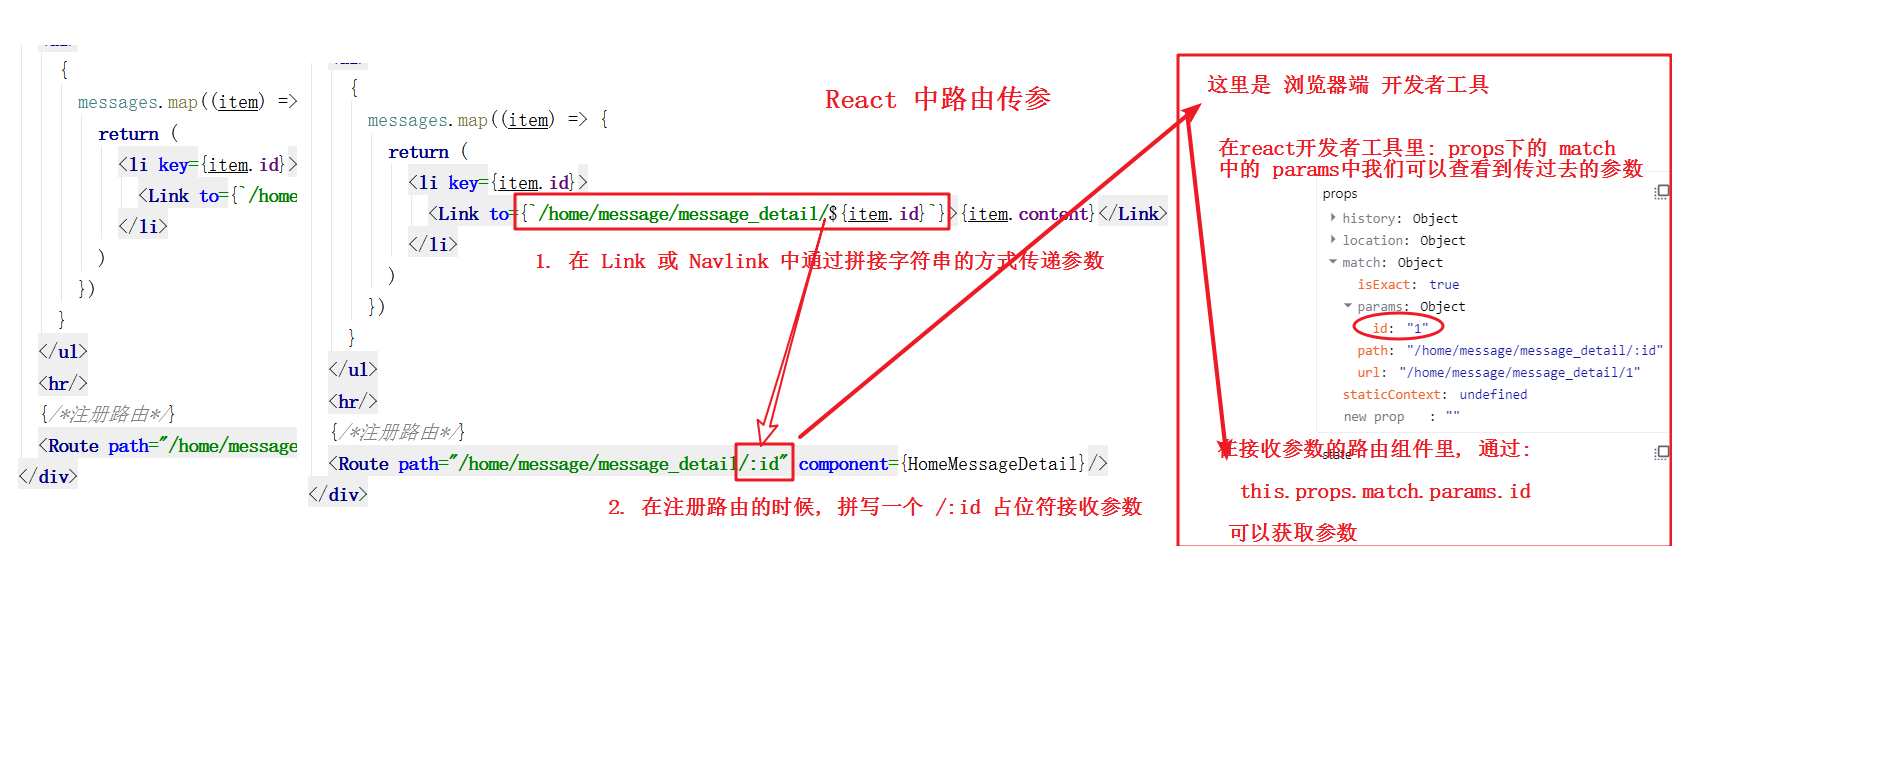 {
messages.map((item) =>
return (
<li key={item.id}>
<Link to={`/home
</li>
)
})
}
</ul>
<hr/>
{/*注册路由*/}
<Route path="/home/message
</div>
React 中路由传参
{
messages.map((item) => {
return (
<li key={item.id}>
<Link to={`/home/message/message_detail/${item.id}`}>{item.content}</Link>
</li>
1. 在 Link 或 Navlink 中通过拼接字符串的方式传递参数
)
})
}
</ul>
<hr/>
{/*注册路由*/}
<Route path="/home/message/message_detail/:id" component={HomeMessageDetail}/>
</div>
2. 在注册路由的时候, 拼写一个 /:id 占位符接收参数
这里是 浏览器端 开发者工具
在react开发者工具里: props下的 match
中的 params中我们可以查看到传过去的参数
props
history: Object
location: Object
match: Object
isExact: true
params: Object
id: "1"
path: "/home/message/message_detail/:id"
url: "/home/message/message_detail/1"
staticContext: undefined
new prop : ""
在接收参数的路由组件里, 通过:
state
this.props.match.params.id
可以获取参数